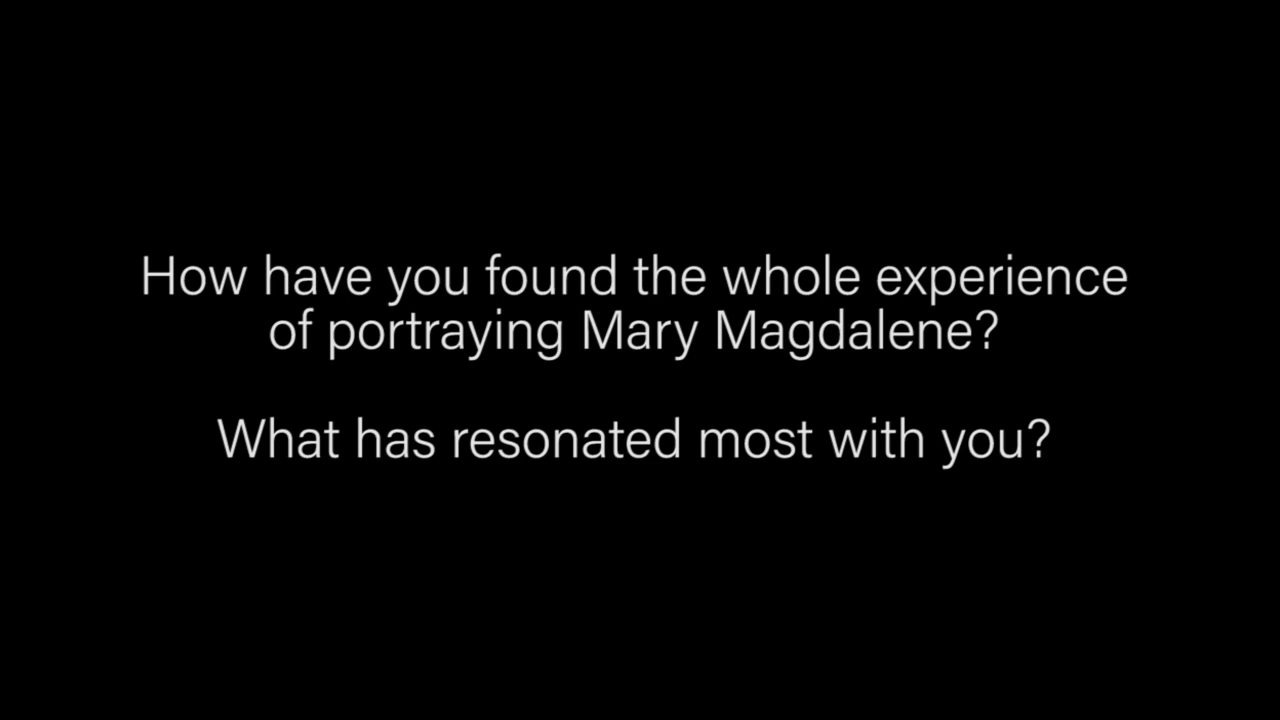 How have you found the whole experience
of portraying Mary Magdalene?
What has resonated most with you?